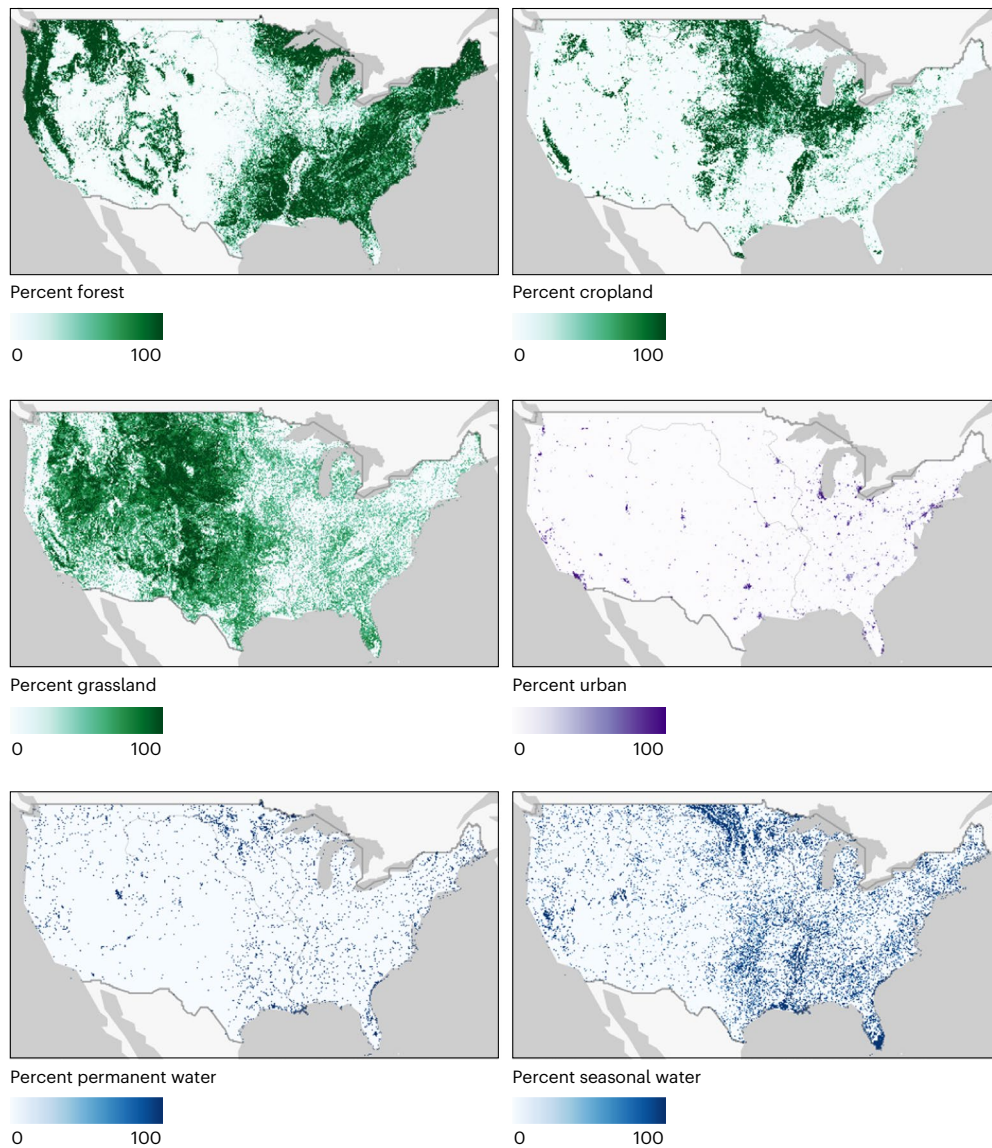 Percent forest
0 100
Percent cropland
0 100
Percent grassland
0 100
Percent urban
0 100
Percent permanent water
0 100
Percent seasonal water
0 100